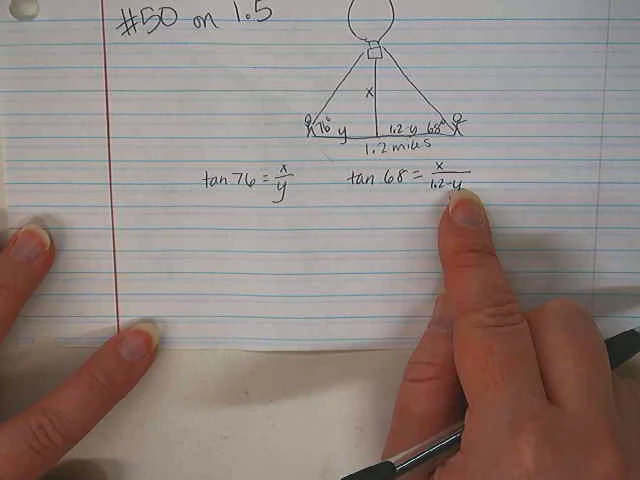 #50 on 1.5
x
76° y 1.2-y 68°
1.2 miles
tan 76 = x/y tan 68 = x/1.2-y